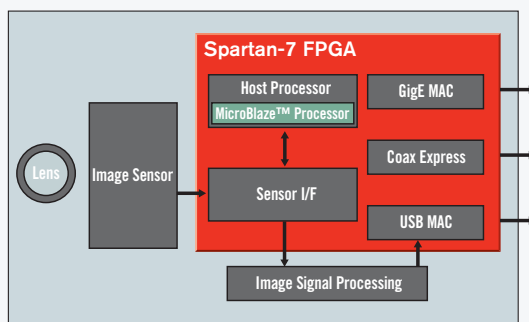 Spartan-7 FPGA
Host Processor
MicroBlaze™ Processor
GigE MAC
Lens
Image Sensor
Coax Express
Sensor I/F
USB MAC
Image Signal Processing